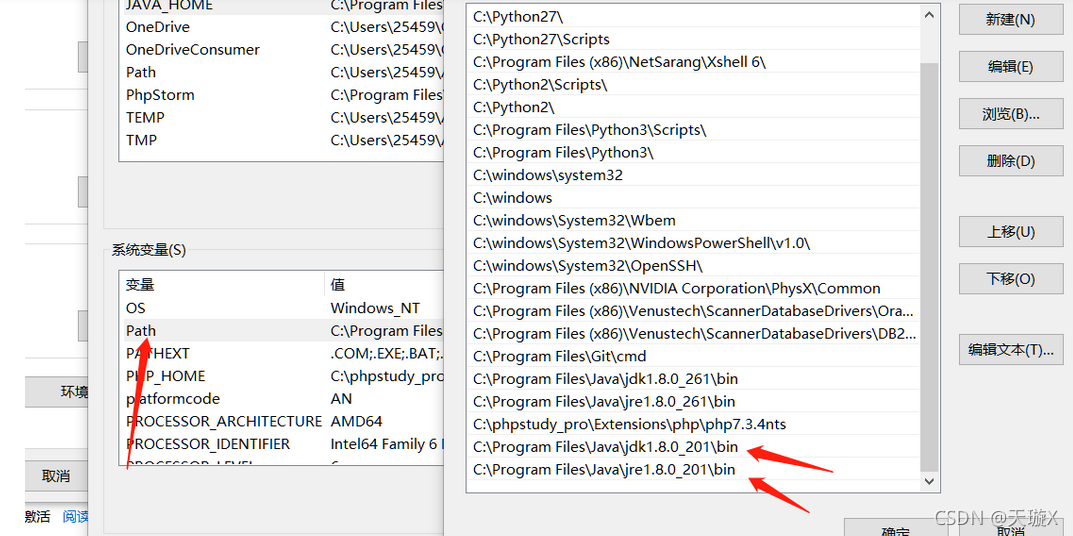 JAVA_HOME C:\Program Files
OneDrive C:\Users\25459\
OneDriveConsumer C:\Users\25459\
Path C:\Users\25459\
PhpStorm C:\Program Files
TEMP C:\Users\25459\
TMP C:\Users\25459\
系统变量(S)
变量 值
OS Windows_NT
Path C:\Program Files
PATHEXT .COM;.EXE;.BAT;.
PHP_HOME C:\phpstudy_pro
platformcode AN
PROCESSOR_ARCHITECTURE AMD64
PROCESSOR_IDENTIFIER Intel64 Family 6
PROCESSOR_LEVEL 6
环境
取消
激活 阅读
C:\Python27\
C:\Python27\Scripts
C:\Program Files (x86)\NetSarang\Xshell 6\
C:\Python2\Scripts\
C:\Python2\
C:\Program Files\Python3\Scripts\
C:\Program Files\Python3\
C:\windows\system32
C:\windows
C:\windows\System32\Wbem
C:\windows\System32\WindowsPowerShell\v1.0\
C:\windows\System32\OpenSSH\
C:\Program Files (x86)\NVIDIA Corporation\PhysX\Common
C:\Program Files (x86)\Venustech\ScannerDatabaseDrivers\Ora...
C:\Program Files (x86)\Venustech\ScannerDatabaseDrivers\DB2...
C:\Program Files\Git\cmd
C:\Program Files\Java\jdk1.8.0_261\bin
C:\Program Files\Java\jre1.8.0_261\bin
C:\phpstudy_pro\Extensions\php\php7.3.4nts
C:\Program Files\Java\jdk1.8.0_201\bin
C:\Program Files\Java\jre1.8.0_201\bin
新建(N)
编辑(E)
浏览(B)...
删除(D)
上移(U)
下移(O)
编辑文本(T)...
确定
取消
CSDN @天璇X